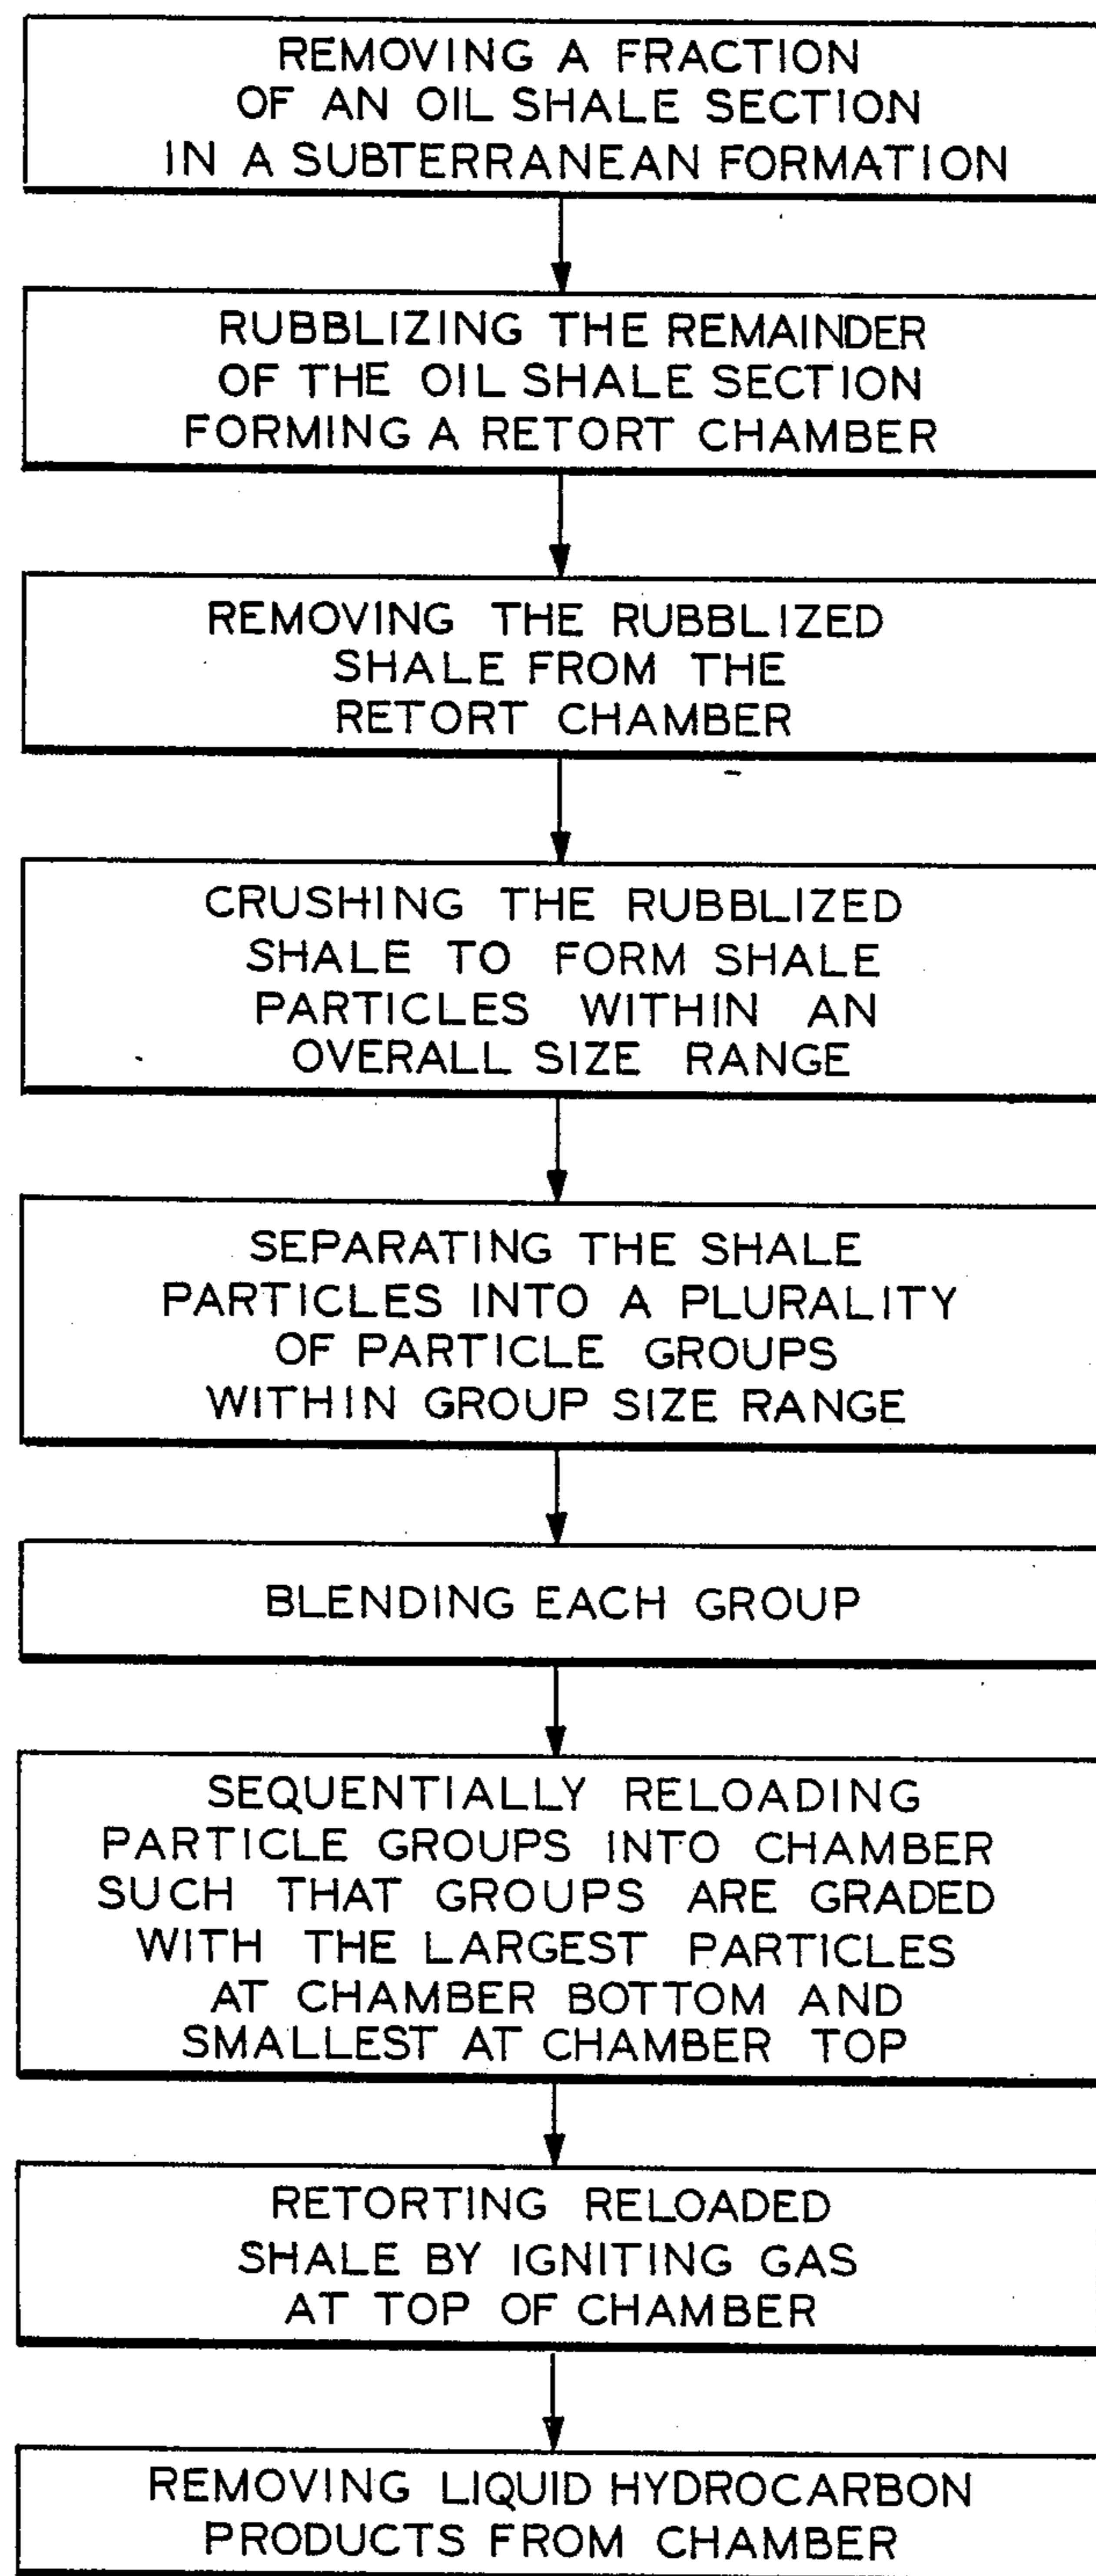 REMOVING A FRACTION
OF AN OIL SHALE SECTION
IN A SUBTERRANEAN FORMATION
RUBBLIZING THE REMAINDER
OF THE OIL SHALE SECTION
FORMING A RETORT CHAMBER
REMOVING THE RUBBLIZED
SHALE FROM THE
RETORT CHAMBER
CRUSHING THE RUBBLIZED
SHALE TO FORM SHALE
PARTICLES WITHIN AN
OVERALL SIZE RANGE
SEPARATING THE SHALE
PARTICLES INTO A PLURALITY
OF PARTICLE GROUPS
WITHIN GROUP SIZE RANGE
BLENDING EACH GROUP
SEQUENTIALLY RELOADING
PARTICLE GROUPS INTO CHAMBER
SUCH THAT GROUPS ARE GRADED
WITH THE LARGEST PARTICLES
AT CHAMBER BOTTOM AND
SMALLEST AT CHAMBER TOP
RETORTING RELOADED
SHALE BY IGNITING GAS
AT TOP OF CHAMBER
REMOVING LIQUID HYDROCARBON
PRODUCTS FROM CHAMBER